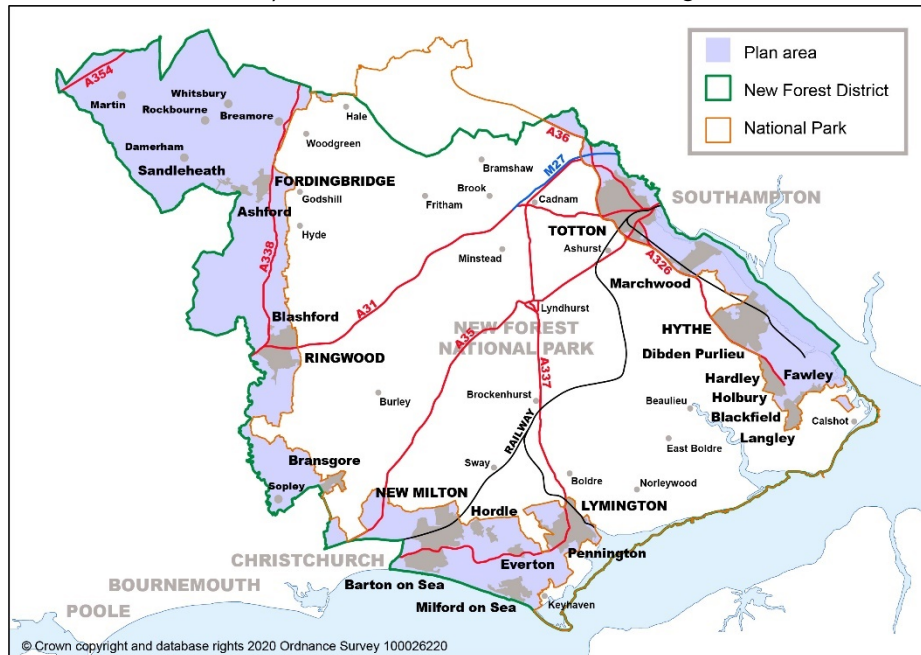 A354
Martin
Whitsbury
Rockbourne
Breamore
Hale
Woodgreen
Damerham
Sandleheath
FORDINGBRIDGE
Godshill
Ashford
Hyde
A338
Blashford
RINGWOOD
A31
Bramshaw
Brook
Fritham
Cadnam
M27
A36
Minstead
TOTTON
Ashurst
SOUTHAMPTON
A326
Marchwood
Lyndhurst
NEW FOREST
NATIONAL PARK
A35
A337
HYTHE
Dibden Purlieu
Hardley
Fawley
Holbury
Blackfield
Calshot
Langley
Burley
Brockenhurst
Beaulieu
East Boldre
RAILWAY
Sway
Boldre
Norleywood
Bransgore
Sopley
NEW MILTON
Hordle
LYMINGTON
Pennington
Everton
CHRISTCHURCH
BOURNEMOUTH
POOLE
Barton on Sea
Milford on Sea
Keyhaven
Plan area
New Forest District
National Park
© Crown copyright and database rights 2020 Ordnance Survey 100026220